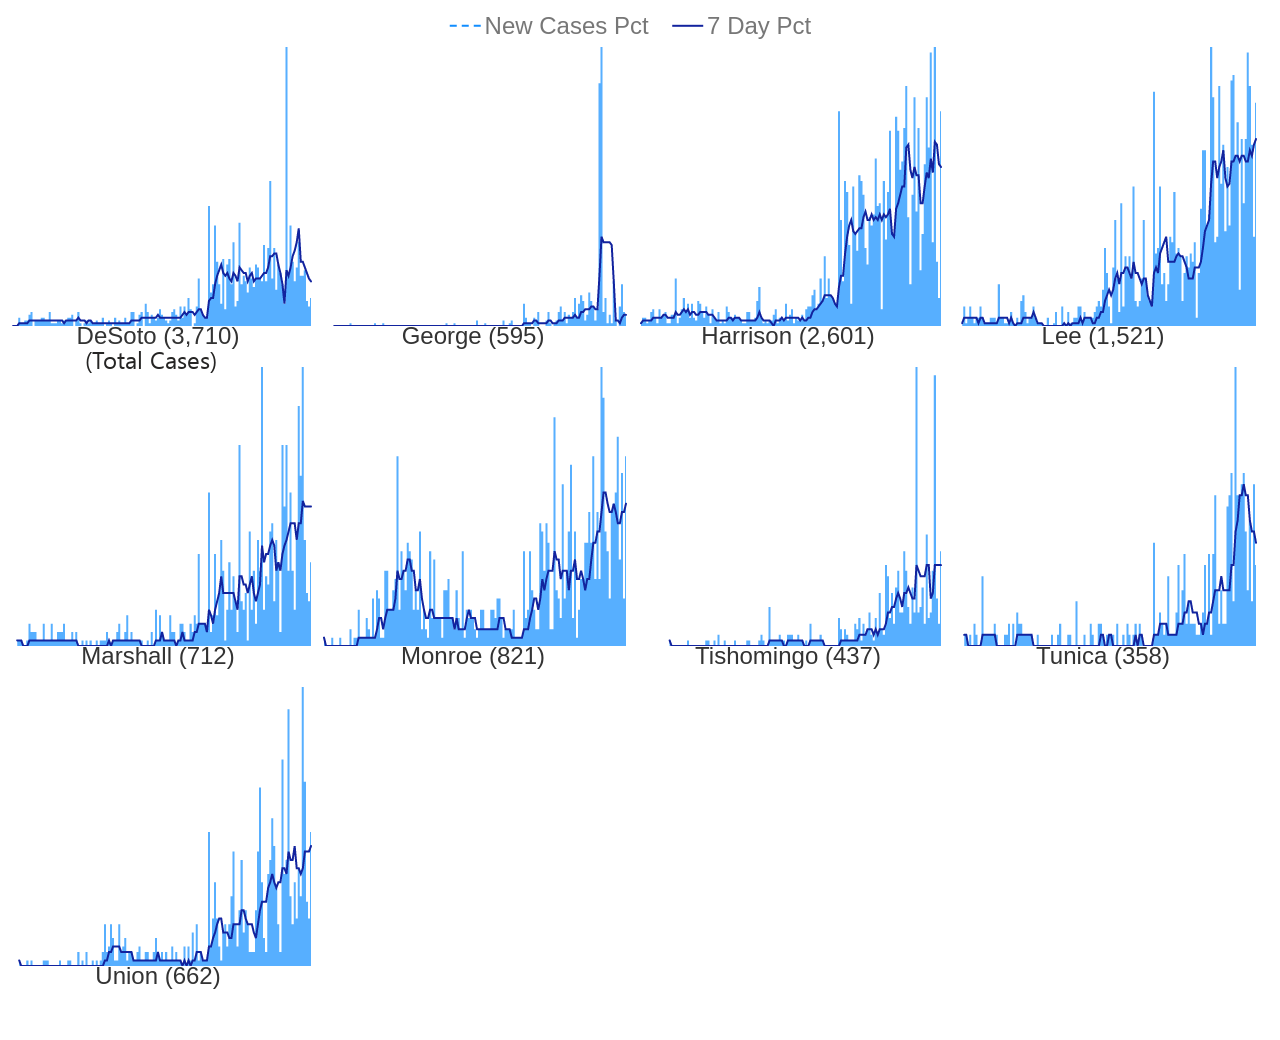 New Cases Pct 7 Day Pct
DeSoto (3,710) George (595) Harrison (2,601) Lee (1,521)
(Total Cases)
Marshall (712) Monroe (821) Tishomingo (437) Tunica (358)
Union (662)